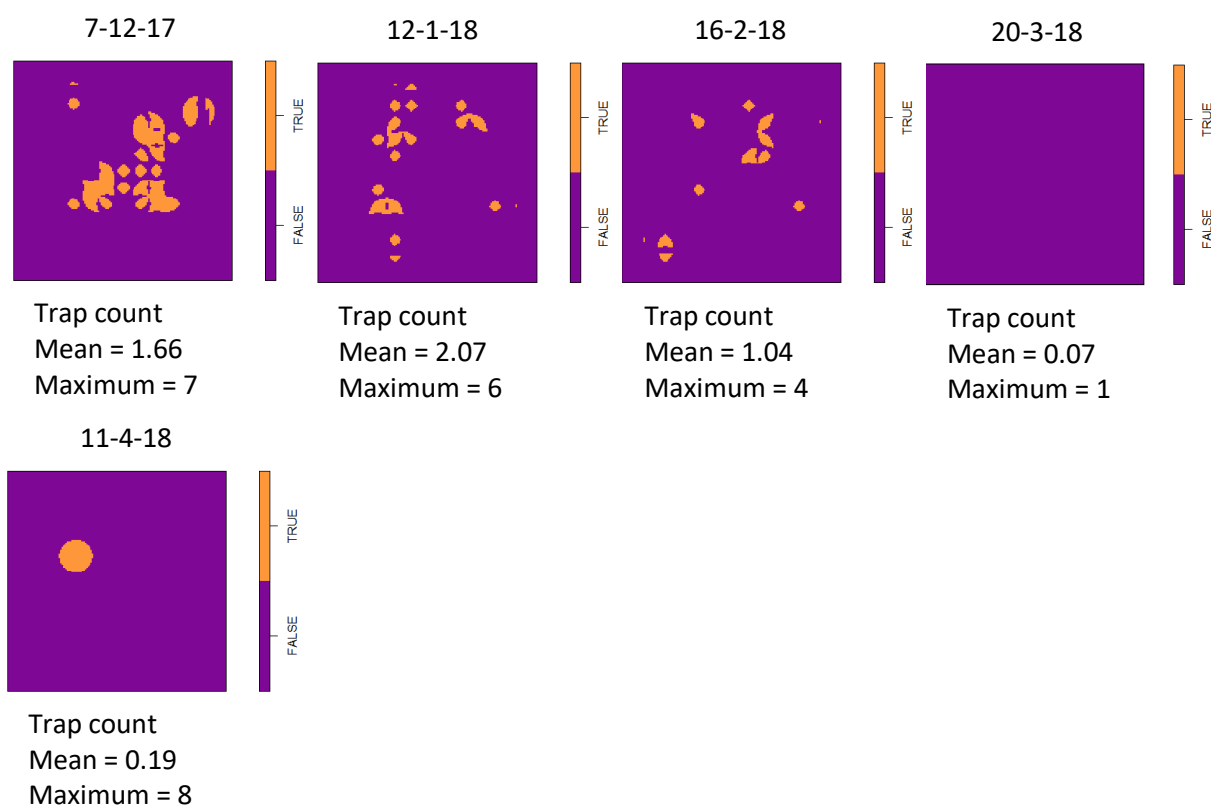 7-12-17
12-1-18
16-2-18
20-3-18
TRUE
FALSE
TRUE
FALSE
TRUE
FALSE
TRUE
FALSE
Trap count
Mean = 1.66
Maximum = 7
Trap count
Mean = 2.07
Maximum = 6
Trap count
Mean = 1.04
Maximum = 4
Trap count
Mean = 0.07
Maximum = 1
11-4-18
TRUE
FALSE
Trap count
Mean = 0.19
Maximum = 8